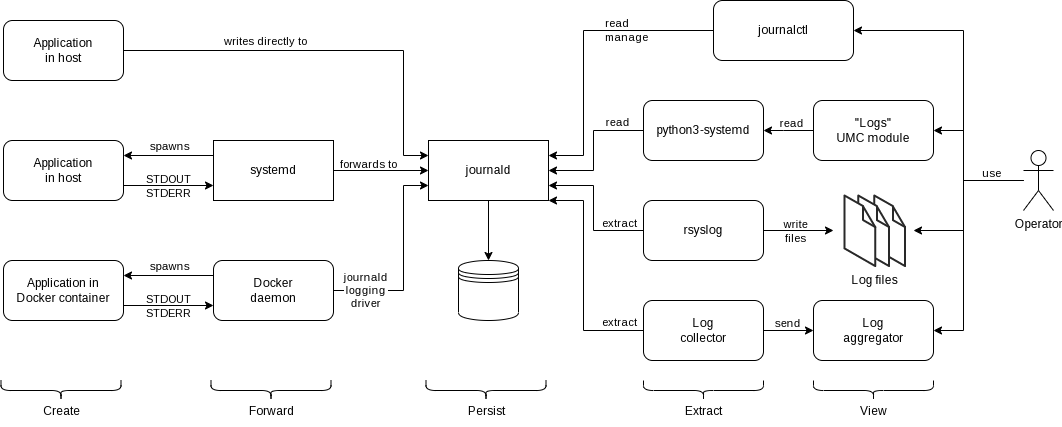 Application
in host
writes directly to
read
manage
journalctl
Application
in host
spawns
STDOUT
STDERR
systemd
forwards to
journald
read
python3-systemd
read
"Logs"
UMC module
use
Operator
extract
rsyslog
write
files
Log files
Application in
Docker container
spawns
STDOUT
STDERR
Docker
daemon
journald
logging
driver
extract
Log
collector
send
Log
aggregator
Create
Forward
Persist
Extract
View